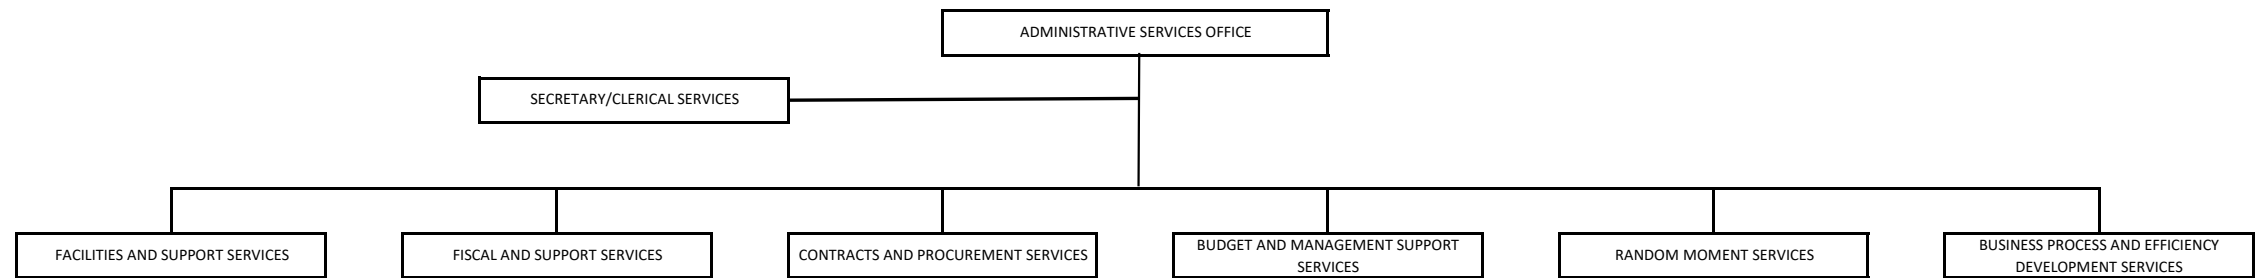 ADMINISTRATIVE SERVICES OFFICE
SECRETARY/CLERICAL SERVICES
FACILITIES AND SUPPORT SERVICES
FISCAL AND SUPPORT SERVICES
CONTRACTS AND PROCUREMENT SERVICES
BUDGET AND MANAGEMENT SUPPORT
SERVICES
RANDOM MOMENT SERVICES
BUSINESS PROCESS AND EFFICIENCY
DEVELOPMENT SERVICES